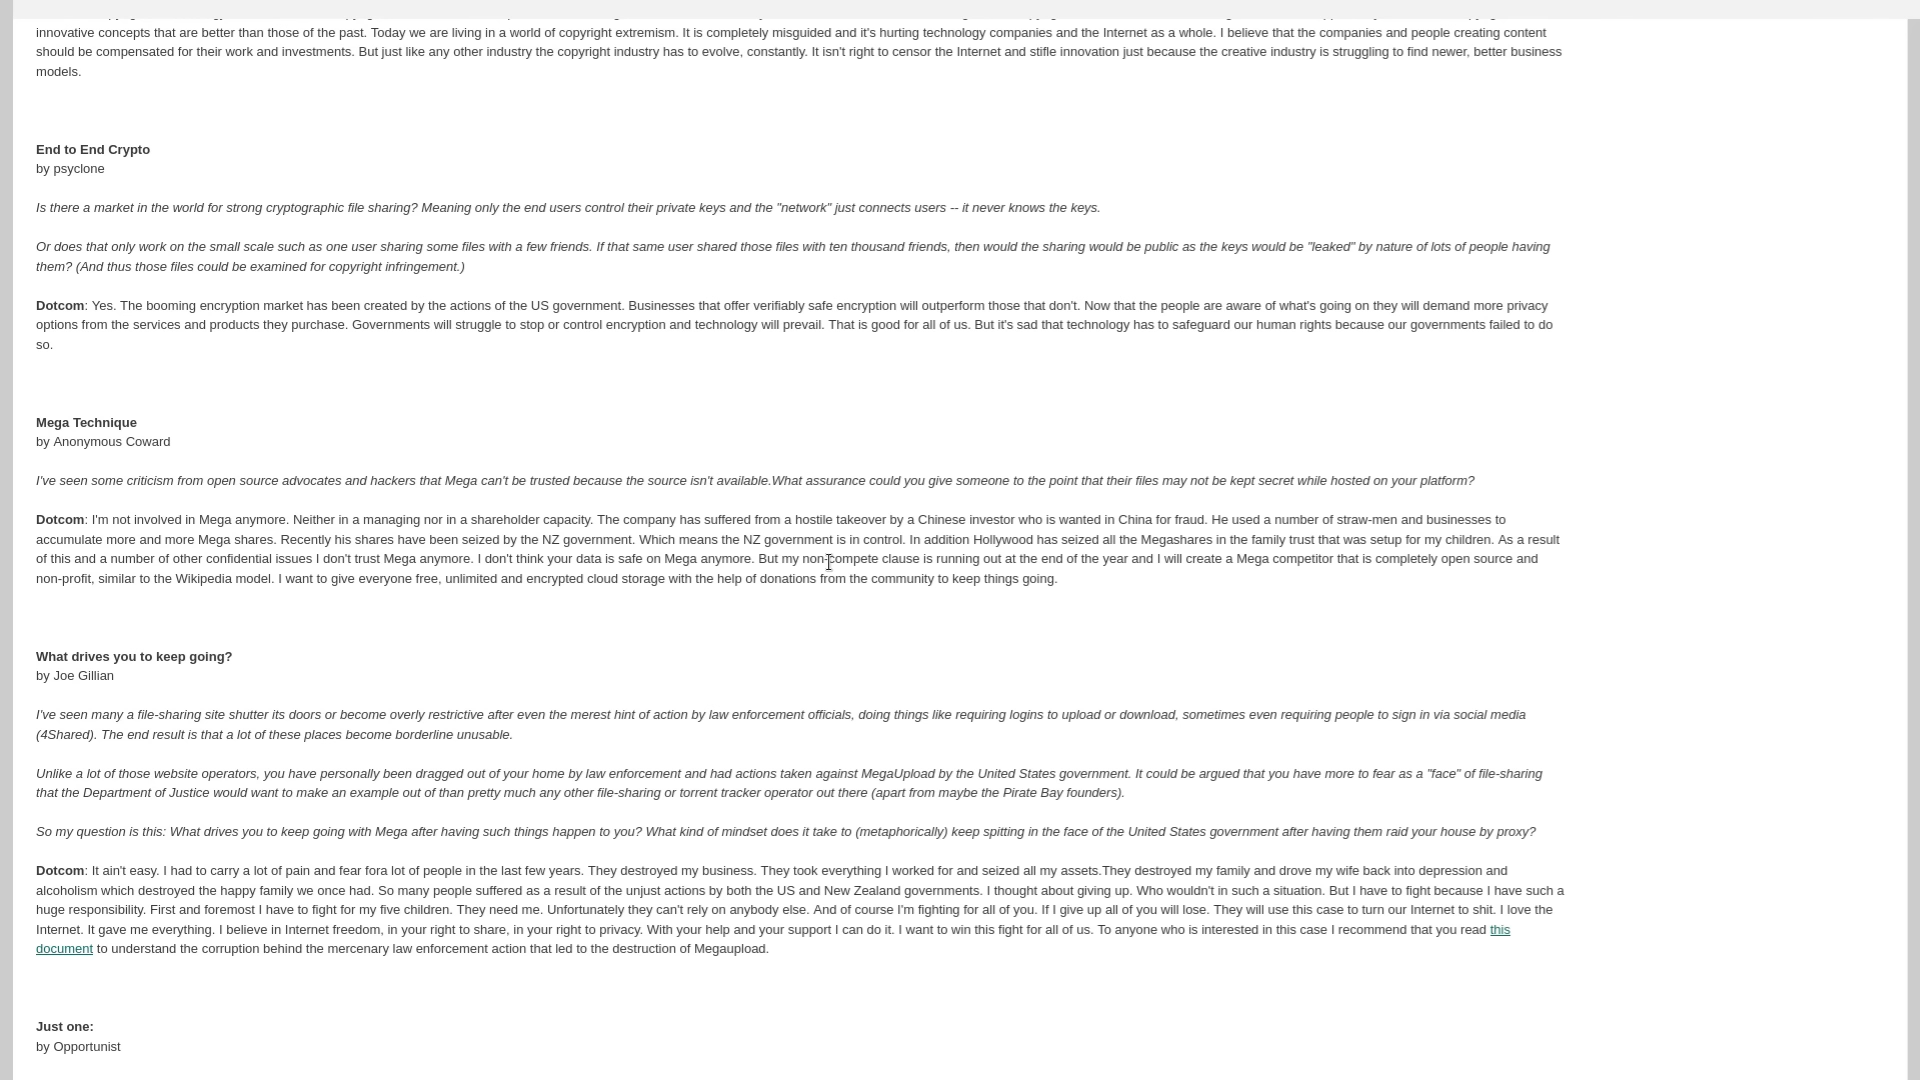 innovative concepts that are better than those of the past. Today we are living in a world of copyright extremism. It is completely misguided and it's hurting technology companies and the Internet as a whole. I believe that the companies and people creating content
should be compensated for their work and investments. But just like any other industry the copyright industry has to evolve, constantly. It isn't right to censor the Internet and stifle innovation just because the creative industry is struggling to find newer, better business
models.
End to End Crypto
by psyclone
Is there a market in the world for strong cryptographic file sharing? Meaning only the end users control their private keys and the "network" just connects users -- it never knows the keys.
Or does that only work on the small scale such as one user sharing some files with a few friends. If that same user shared those files with ten thousand friends, then would the sharing would be public as the keys would be "leaked" by nature of lots of people having
them? (And thus those files could be examined for copyright infringement.)
Dotcom: Yes. The booming encryption market has been created by the actions of the US government. Businesses that offer verifiably safe encryption will outperform those that don't. Now that the people are aware of what's going on they will demand more privacy
options from the services and products they purchase. Governments will struggle to stop or control encryption and technology will prevail. That is good for all of us. But it's sad that technology has to safeguard our human rights because our governments failed to do
so.
Mega Technique
by Anonymous Coward
I've seen some criticism from open source advocates and hackers that Mega can't be trusted because the source isn't available.What assurance could you give someone to the point that their files may not be kept secret while hosted on your platform?
Dotcom: I'm not involved in Mega anymore. Neither in a managing nor in a shareholder capacity. The company has suffered from a hostile takeover by a Chinese investor who is wanted in China for fraud. He used a number of straw-men and businesses to
accumulate more and more Mega shares. Recently his shares have been seized by the NZ government. Which means the NZ government is in control. In addition Hollywood has seized all the Megashares in the family trust that was setup for my children. As a result
of this and a number of other confidential issues I don't trust Mega anymore. I don't think your data is safe on Mega anymore. But my non-compete clause is running out at the end of the year and I will create a Mega competitor that is completely open source and
non-profit, similar to the Wikipedia model. I want to give everyone free, unlimited and encrypted cloud storage with the help of donations from the community to keep things going.
What drives you to keep going?
by Joe Gillian
I've seen many a file-sharing site shutter its doors or become overly restrictive after even the merest hint of action by law enforcement officials, doing things like requiring logins to upload or download, sometimes even requiring people to sign in via social media
(4Shared). The end result is that a lot of these places become borderline unusable.
Unlike a lot of those website operators, you have personally been dragged out of your home by law enforcement and had actions taken against MegaUpload by the United States government. It could be argued that you have more to fear as a "face" of file-sharing
that the Department of Justice would want to make an example out of than pretty much any other file-sharing or torrent tracker operator out there (apart from maybe the Pirate Bay founders).
So my question is this: What drives you to keep going with Mega after having such things happen to you? What kind of mindset does it take to (metaphorically) keep spitting in the face of the United States government after having them raid your house by proxy?
Dotcom: It ain't easy. I had to carry a lot of pain and fear fora lot of people in the last few years. They destroyed my business. They took everything I worked for and seized all my assets.They destroyed my family and drove my wife back into depression and
alcoholism which destroyed the happy family we once had. So many people suffered as a result of the unjust actions by both the US and New Zealand governments. I thought about giving up. Who wouldn't in such a situation. But I have to fight because I have such a
huge responsibility. First and foremost I have to fight for my five children. They need me. Unfortunately they can't rely on anybody else. And of course I'm fighting for all of you. If I give up all of you will lose. They will use this case to turn our Internet to shit. I love the
Internet. It gave me everything. I believe in Internet freedom, in your right to share, in your right to privacy. With your help and your support I can do it. I want to win this fight for all of us. To anyone who is interested in this case I recommend that you read this
document to understand the corruption behind the mercenary law enforcement action that led to the destruction of Megaupload.
Just one:
by Opportunist